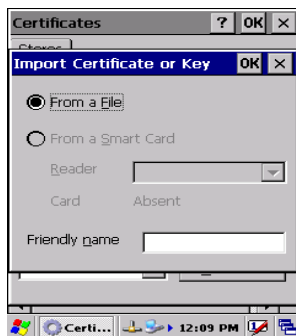 Certificates ? OK ×
Stores
Import Certificate or Key OK ×
From a File
From a Smart Card
Reader
Card Absent
Friendly name
Certi... 12:09 PM